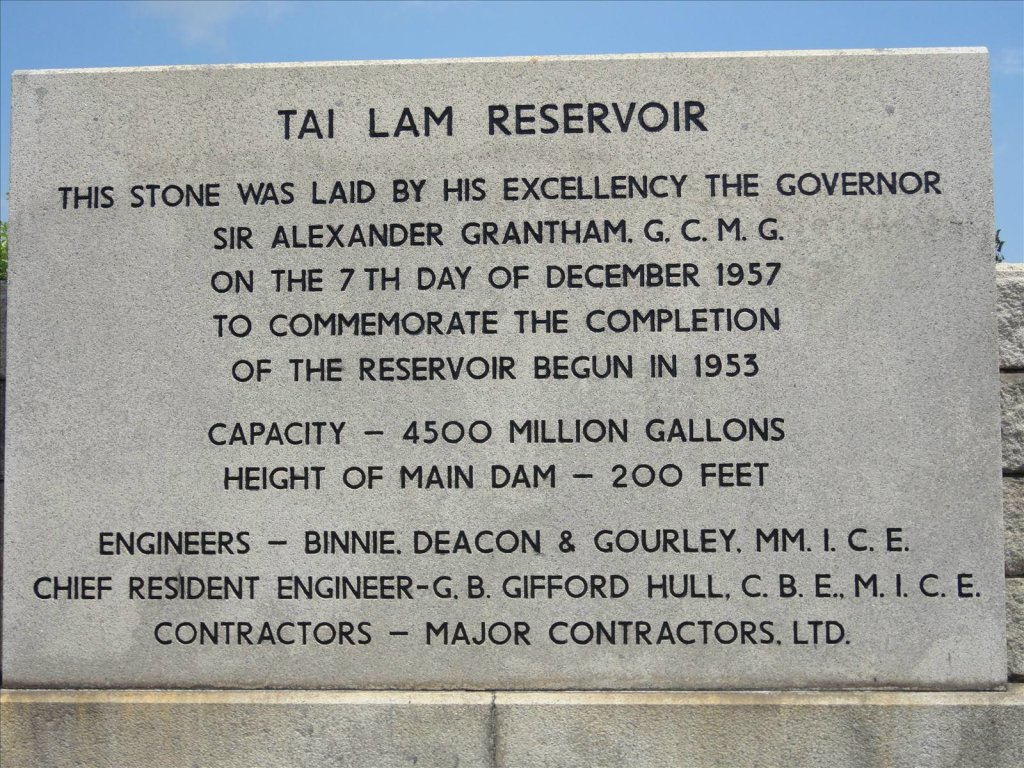 TAI LAM RESERVOIR
THIS STONE WAS LAID BY HIS EXCELLENCY THE GOVERNOR
SIR ALEXANDER GRANTHAM. G. C. M. G.
ON THE 7 TH DAY OF DECEMBER 1957
TO COMMEMORATE THE COMPLETION
OF THE RESERVOIR BEGUN IN 1953
CAPACITY – 4500 MILLION GALLONS
HEIGHT OF MAIN DAM – 200 FEET
ENGINEERS – BINNIE. DEACON & GOURLEY. MM. I. C. E.
CHIEF RESIDENT ENGINEER-G. B. GIFFORD HULL, C. B. E., M. I. C. E.
CONTRACTORS – MAJOR CONTRACTORS. LTD.